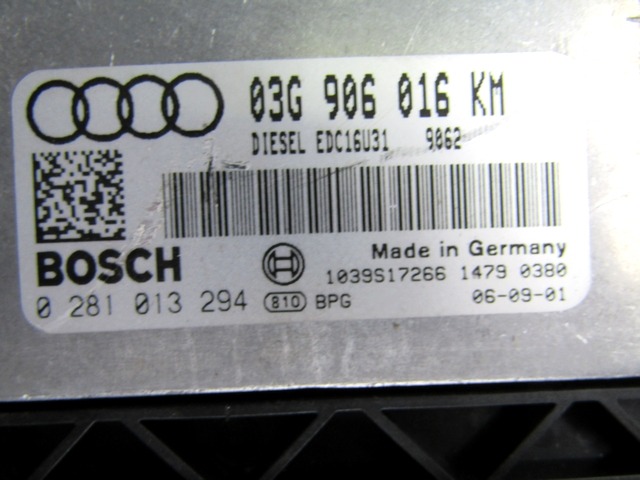 03G 906 016 KM
DIESEL EDC16U31 9062
BOSCH
Made in Germany
1039S17266 1479 0380
0 281 013 294 810 BPG 06-09-01